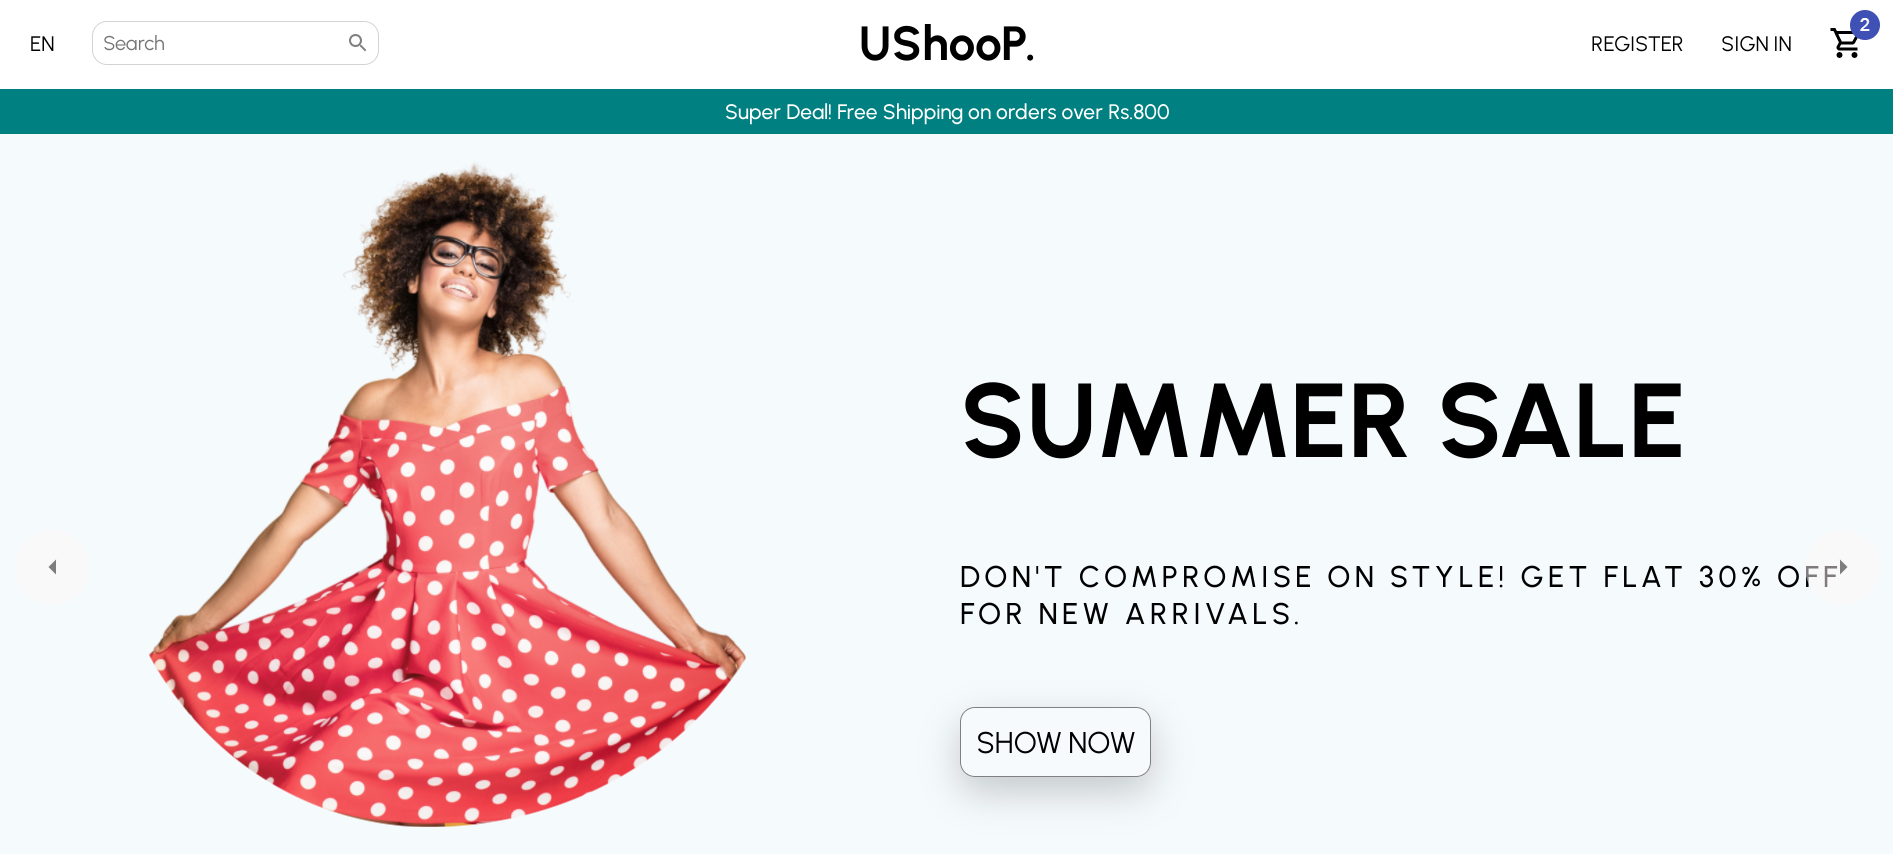 EN
Search
UShooP.
REGISTER
SIGN IN
2
Super Deal! Free Shipping on orders over Rs.800
SUMMER SALE
DON'T COMPROMISE ON STYLE! GET FLAT 30% OFF
FOR NEW ARRIVALS.
SHOW NOW